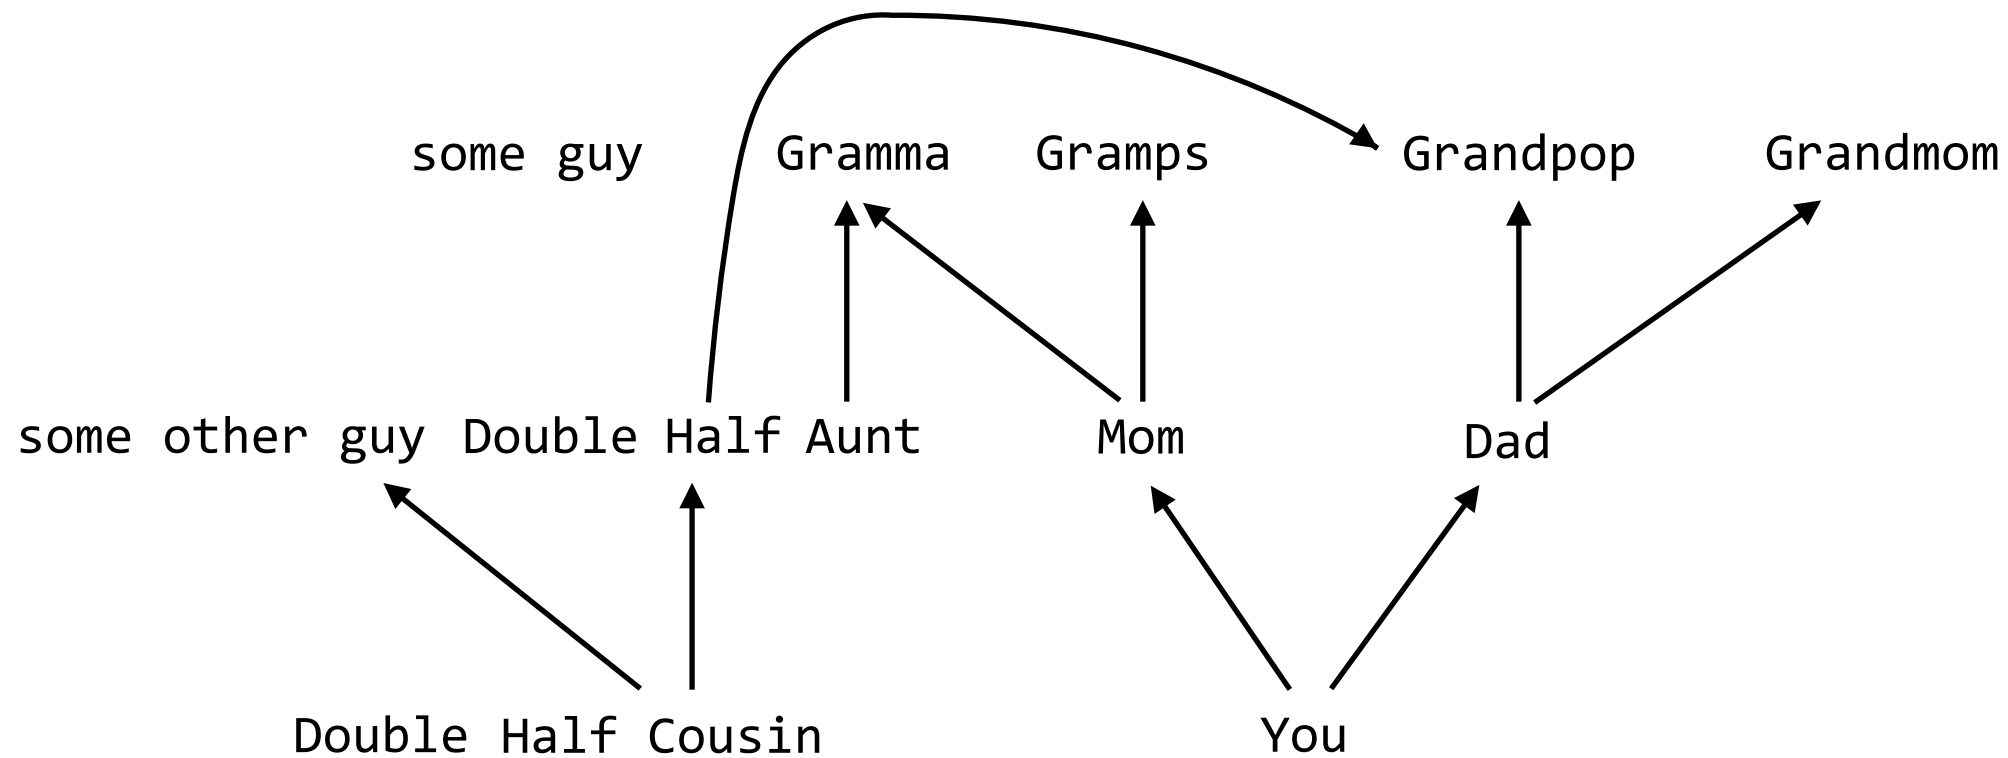 some guy Gramma Gramps Grandpop Grandmom
some other guy Double Half Aunt Mom Dad
Double Half Cousin You